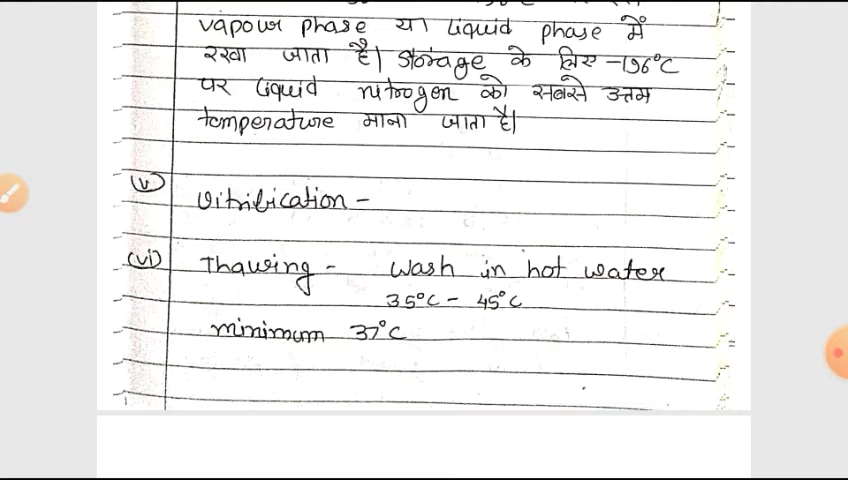 vapour phase या liquid phase में
रखा जाता है। storage के लिए -196°C
पर liquid nitrogen को सबसे उत्तम
temperature माना जाता है।
(v) Vitrification -
(vi) Thawing - Wash in hot water
35°C - 45°C
minimum 37°C